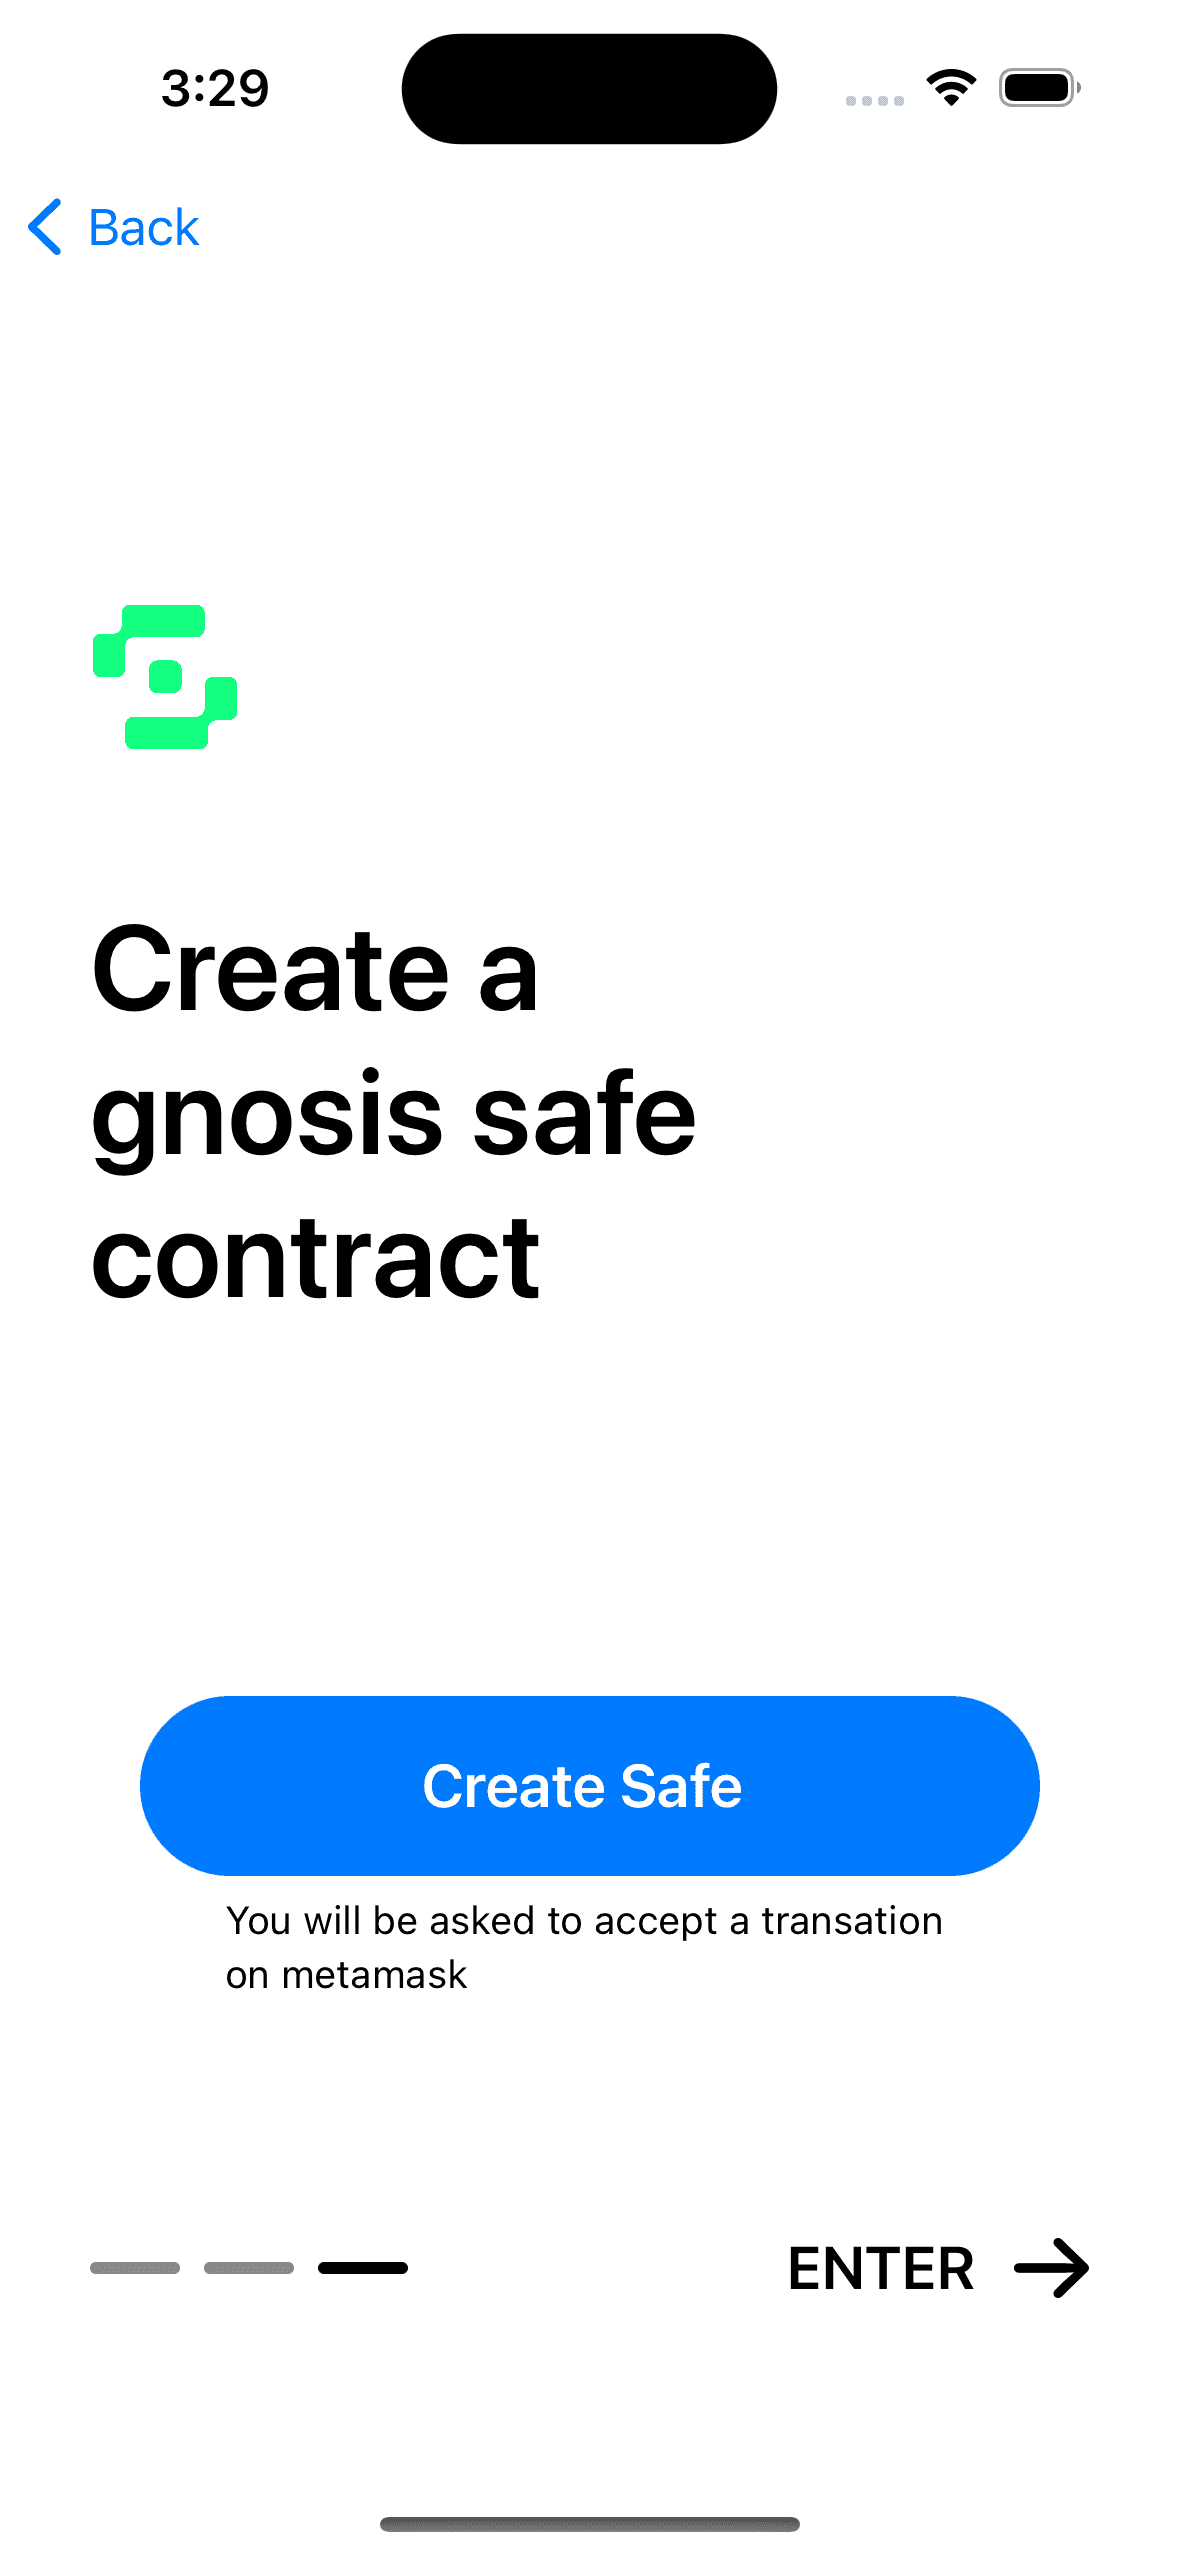 3:29
Back
Create a
gnosis safe
contract
Create Safe
You will be asked to accept a transation
on metamask
ENTER